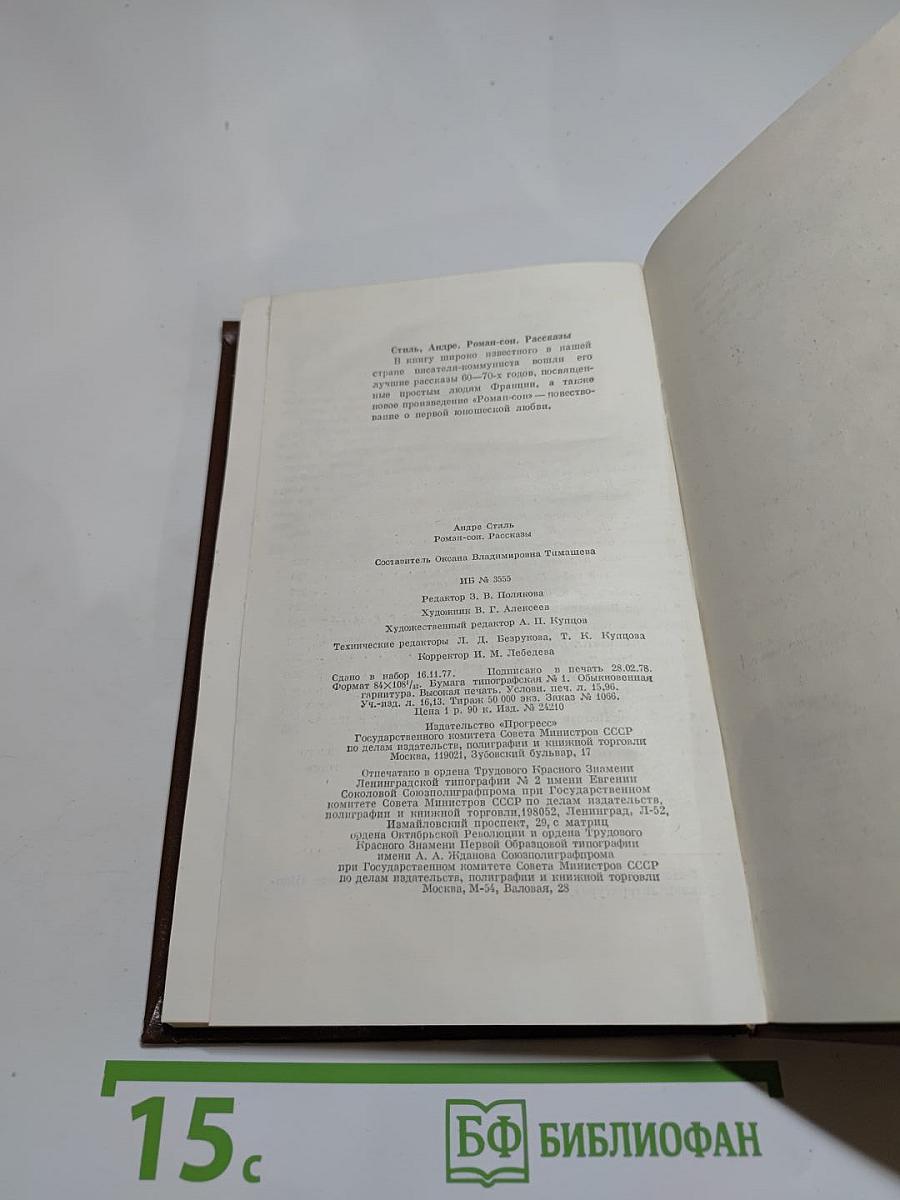 Стиль, Андре. Роман-сон. Рассказы
В книгу широко известного в нашей
стране писателя-коммуниста вошли его
лучшие рассказы 60—70-х годов, посвящен-
ные простым людям Франции, а также
новое произведение «Роман-сон» — повество-
вание о первой юношеской любви.
Андре Стиль
Роман-сон. Рассказы
Составитель Оксана Владимировна Тимашева
ИБ № 3555
Редактор З. В. Полякова
Художник В. Г. Алексеев
Художественный редактор А. П. Купцов
Технические редакторы Л. Д. Безрукова, Т. К. Купцова
Корректор И. М. Лебедева
Сдано в набор 16.11.77. Подписано в печать 28.02.78.
Формат 84×108¹/₃₂. Бумага типографская № 1. Обыкновенная
гарнитура. Высокая печать. Условн. печ. л. 15,96.
Уч.-изд. л. 16,13. Тираж 50 000 экз. Заказ № 1066.
Цена 1 р. 90 к. Изд. № 24210
Издательство «Прогресс»
Государственного комитета Совета Министров СССР
по делам издательств, полиграфии и книжной торговли
Москва, 119021, Зубовский бульвар, 17
Отпечатано в ордена Трудового Красного Знамени
Ленинградской типографии № 2 имени Евгении
Соколовой Союзполиграфпрома при Государственном
комитете Совета Министров СССР по делам издательств,
полиграфии и книжной торговли,198052, Ленинград, Л-52,
Измайловский проспект, 29, с матриц
ордена Октябрьской Революции и ордена Трудового
Красного Знамени Первой Образцовой типографии
имени А. А. Жданова Союзполиграфпрома
при Государственном комитете Совета Министров СССР
по делам издательств, полиграфии и книжной торговли
Москва, М-54, Валовая, 28
15 с
БФ БИБЛИОФАН